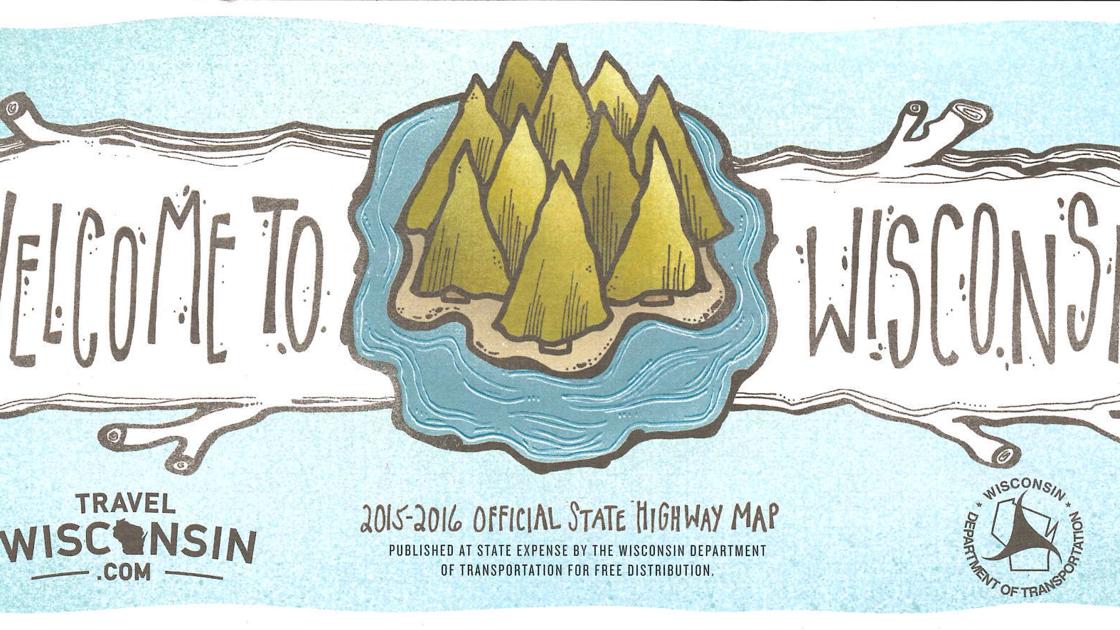 WELCOME TO WISCONSI
TRAVEL
WISCONSIN
.COM
2015-2016 OFFICIAL STATE HIGHWAY MAP
PUBLISHED AT STATE EXPENSE BY THE WISCONSIN DEPARTMENT
OF TRANSPORTATION FOR FREE DISTRIBUTION.
WISCONSIN
DEPARTMENT OF TRANSPORTATION